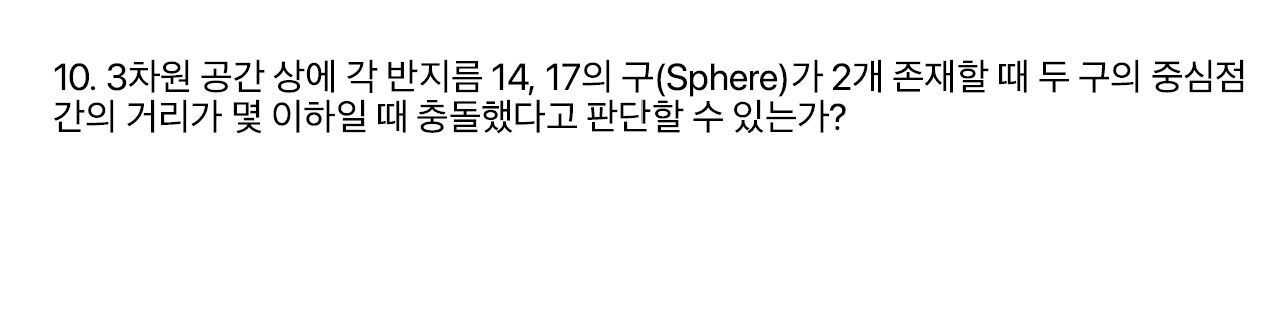 10. 3차원 공간 상에 각 반지름 14, 17의 구(Sphere)가 2개 존재할 때 두 구의 중심점
간의 거리가 몇 이하일 때 충돌했다고 판단할 수 있는가?